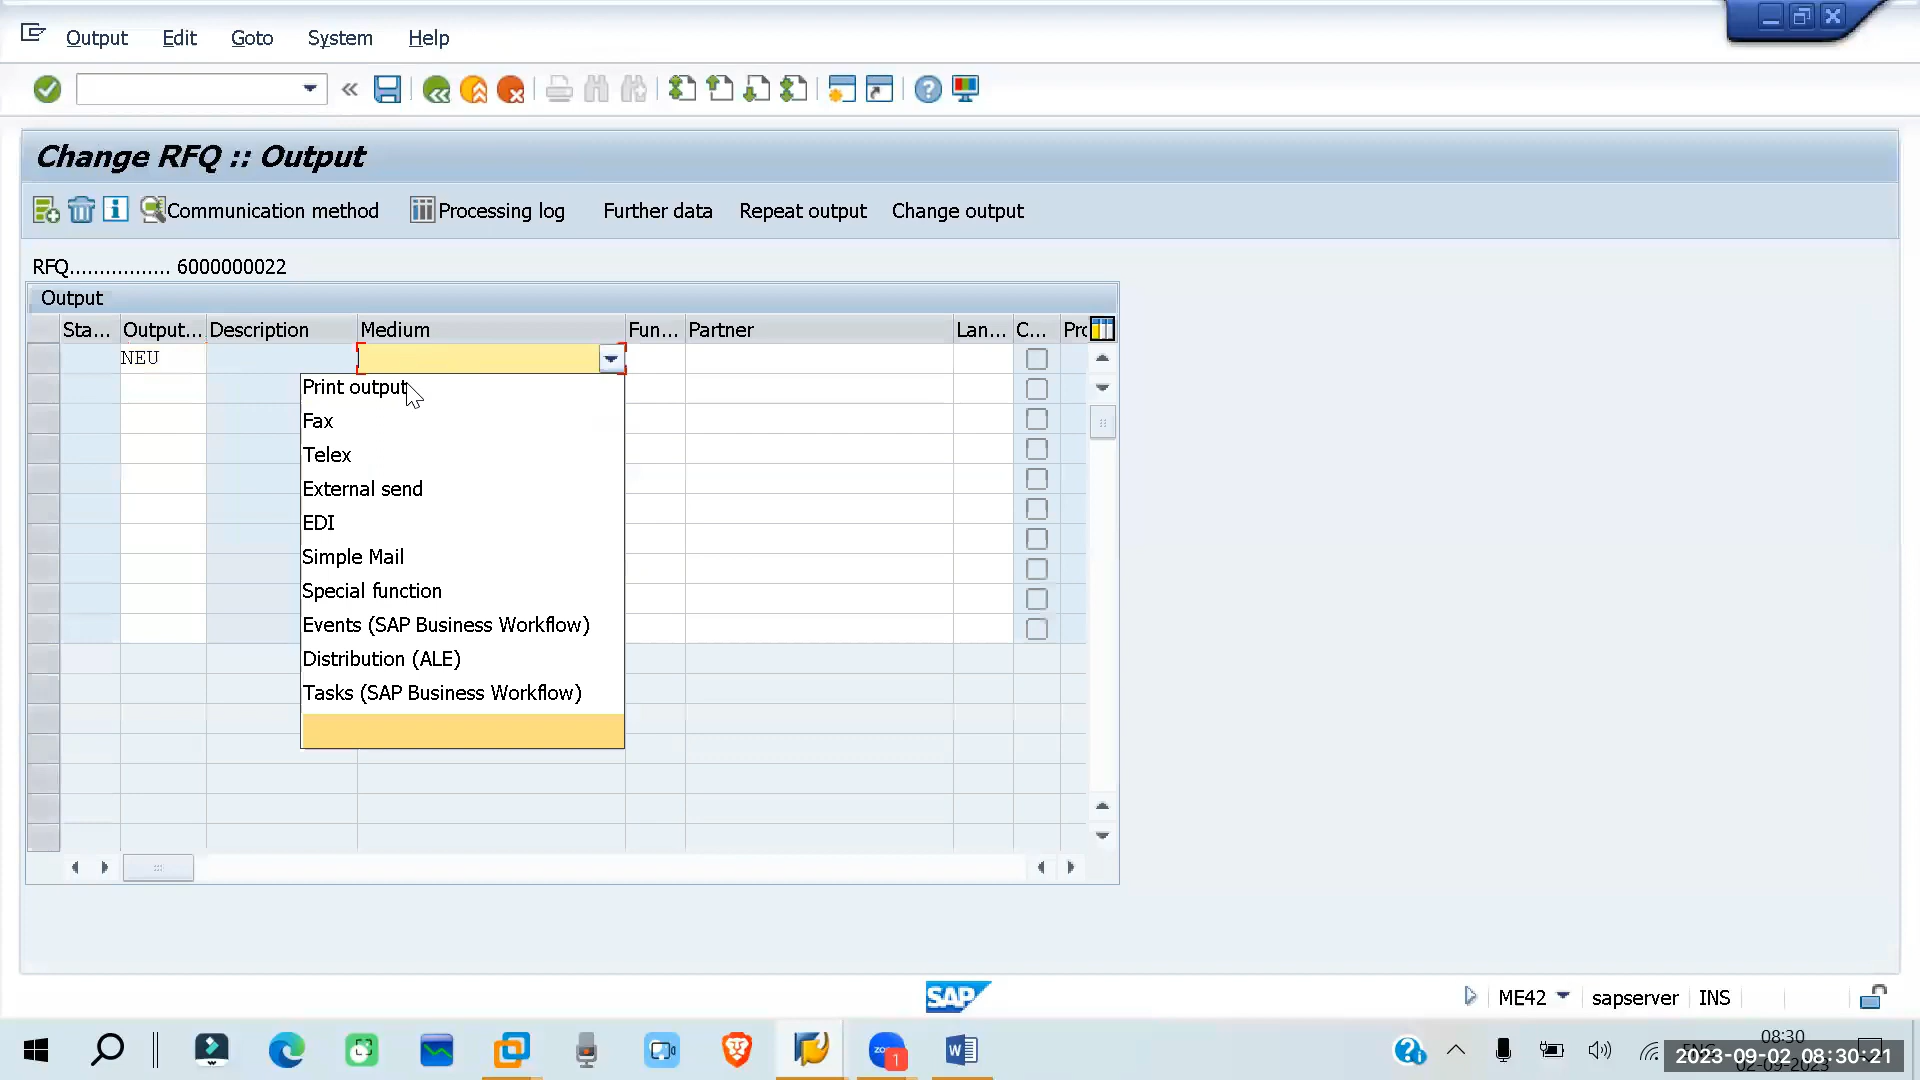 Output Edit Goto System Help
Change RFQ :: Output
Communication method Processing log Further data Repeat output Change output
RFQ................. 6000000022
Output
Sta... Output... Description Medium Fun... Partner Lan... C... Prc
NEU
Print output
Fax
Telex
External send
EDI
Simple Mail
Special function
Events (SAP Business Workflow)
Distribution (ALE)
Tasks (SAP Business Workflow)
SAP ME42 sapserver INS
08:30
2023-09-02 08:30:21